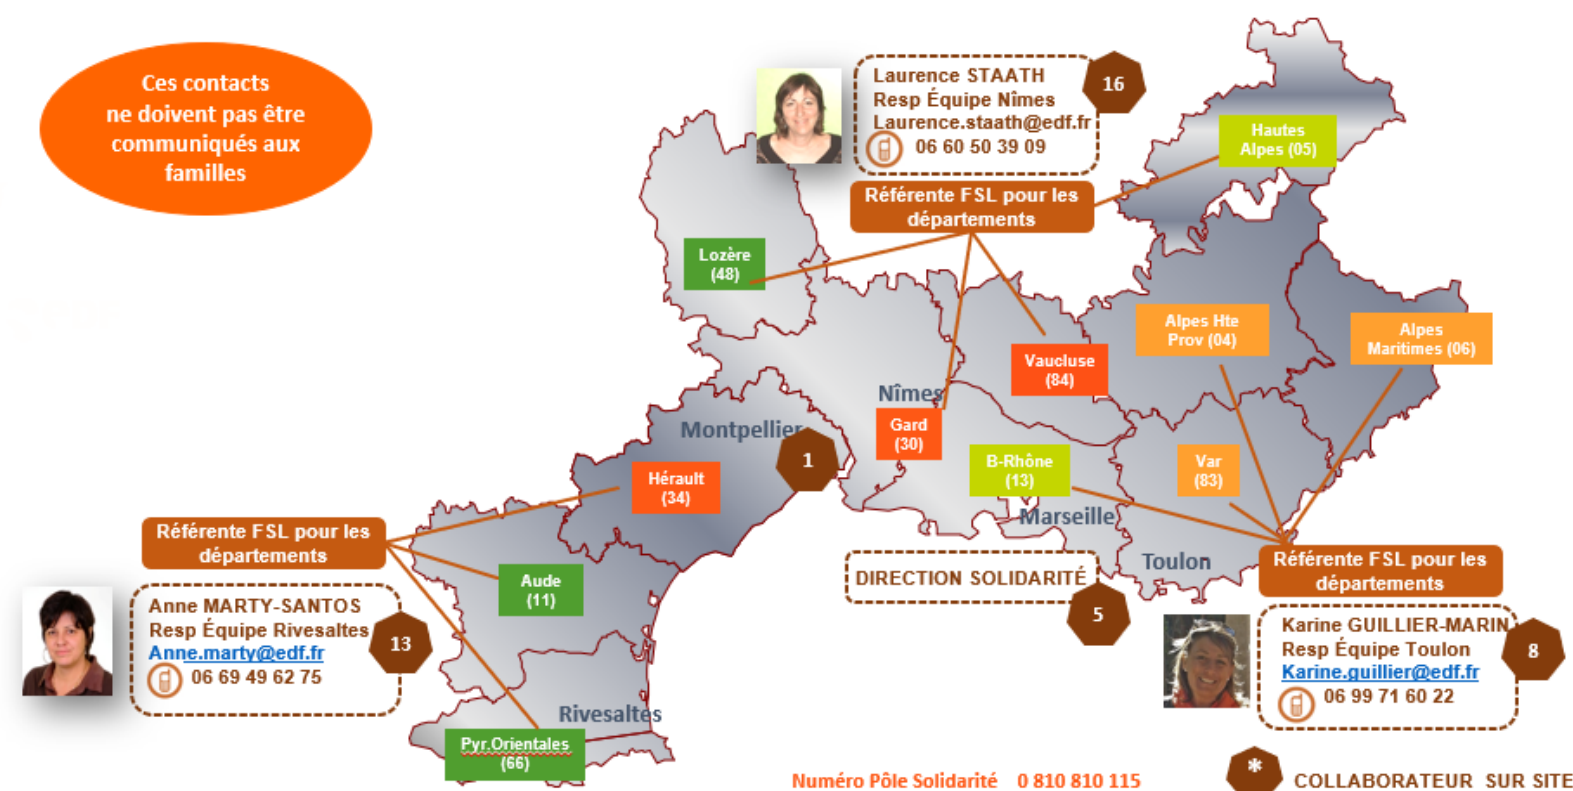 Ces contacts
ne doivent pas être
communiqués aux
familles
Laurence STAATH
Resp Équipe Nîmes
Laurence.staath@edf.fr
06 60 50 39 09
16
Référente FSL pour les
départements
Hautes
Alpes (05)
Lozère
(48)
Alpes Hte
Prov (04)
Alpes
Maritimes (06)
Vaucluse
(84)
Nîmes
Gard
(30)
Montpellier
1
B-Rhône
(13)
Var
(83)
Hérault
(34)
Marseille
Toulon
Référente FSL pour les
départements
Anne MARTY-SANTOS
Resp Équipe Rivesaltes
Anne.marty@edf.fr
06 69 49 62 75
13
Aude
(11)
Rivesaltes
Pyr.Orientales
(66)
DIRECTION SOLIDARITÉ
5
Référente FSL pour les
départements
Karine GUILLIER-MARIN
Resp Équipe Toulon
Karine.guillier@edf.fr
06 99 71 60 22
8
Numéro Pôle Solidarité 0 810 810 115
* COLLABORATEUR SUR SITE